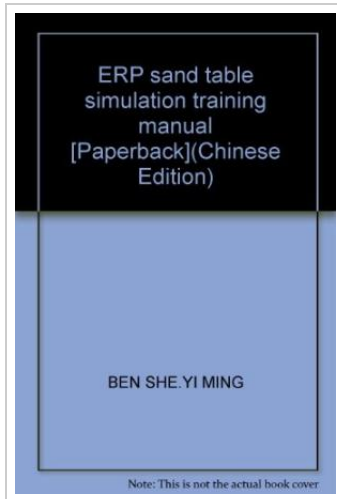 ERP sand table
simulation training
manual
[Paperback](Chinese
Edition)
BEN SHE.YI MING
Note: This is not the actual book cover